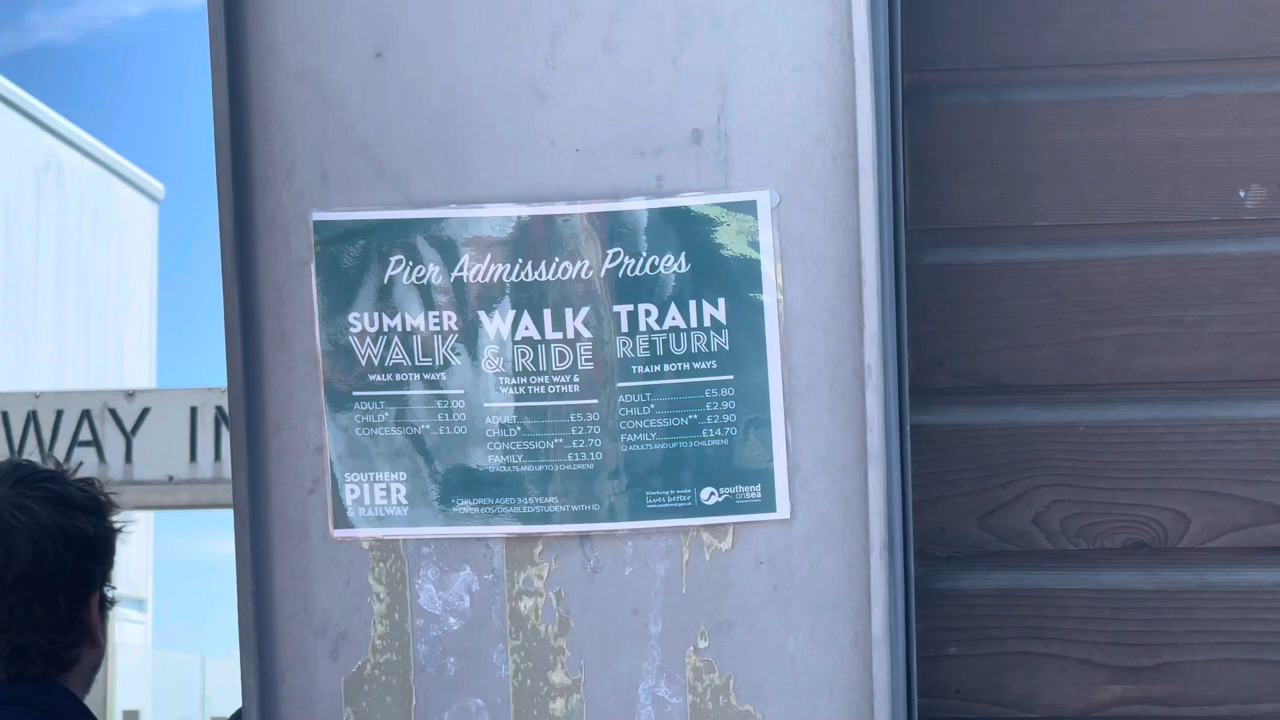 WAY IN
Pier Admission Prices
SUMMER
WALK
WALK BOTH WAYS
ADULT..................£2.00
CHILD*.................£1.00
CONCESSION**...£1.00
WALK
& RIDE
TRAIN ONE WAY &
WALK THE OTHER
ADULT..................£5.30
CHILD*.................£2.70
CONCESSION**...£2.70
FAMILY.................£13.10
(2 ADULTS AND UP TO 3 CHILDREN)
TRAIN
RETURN
TRAIN BOTH WAYS
ADULT..................£5.80
CHILD*.................£2.90
CONCESSION**...£2.90
FAMILY...............£14.70
(2 ADULTS AND UP TO 3 CHILDREN)
SOUTHEND
PIER
& RAILWAY
* CHILDREN AGED 3-16 YEARS
**OVER 60S/DISABLED/STUDENT WITH ID
Working to make
lives better
www.southend.gov.uk
southend
on sea